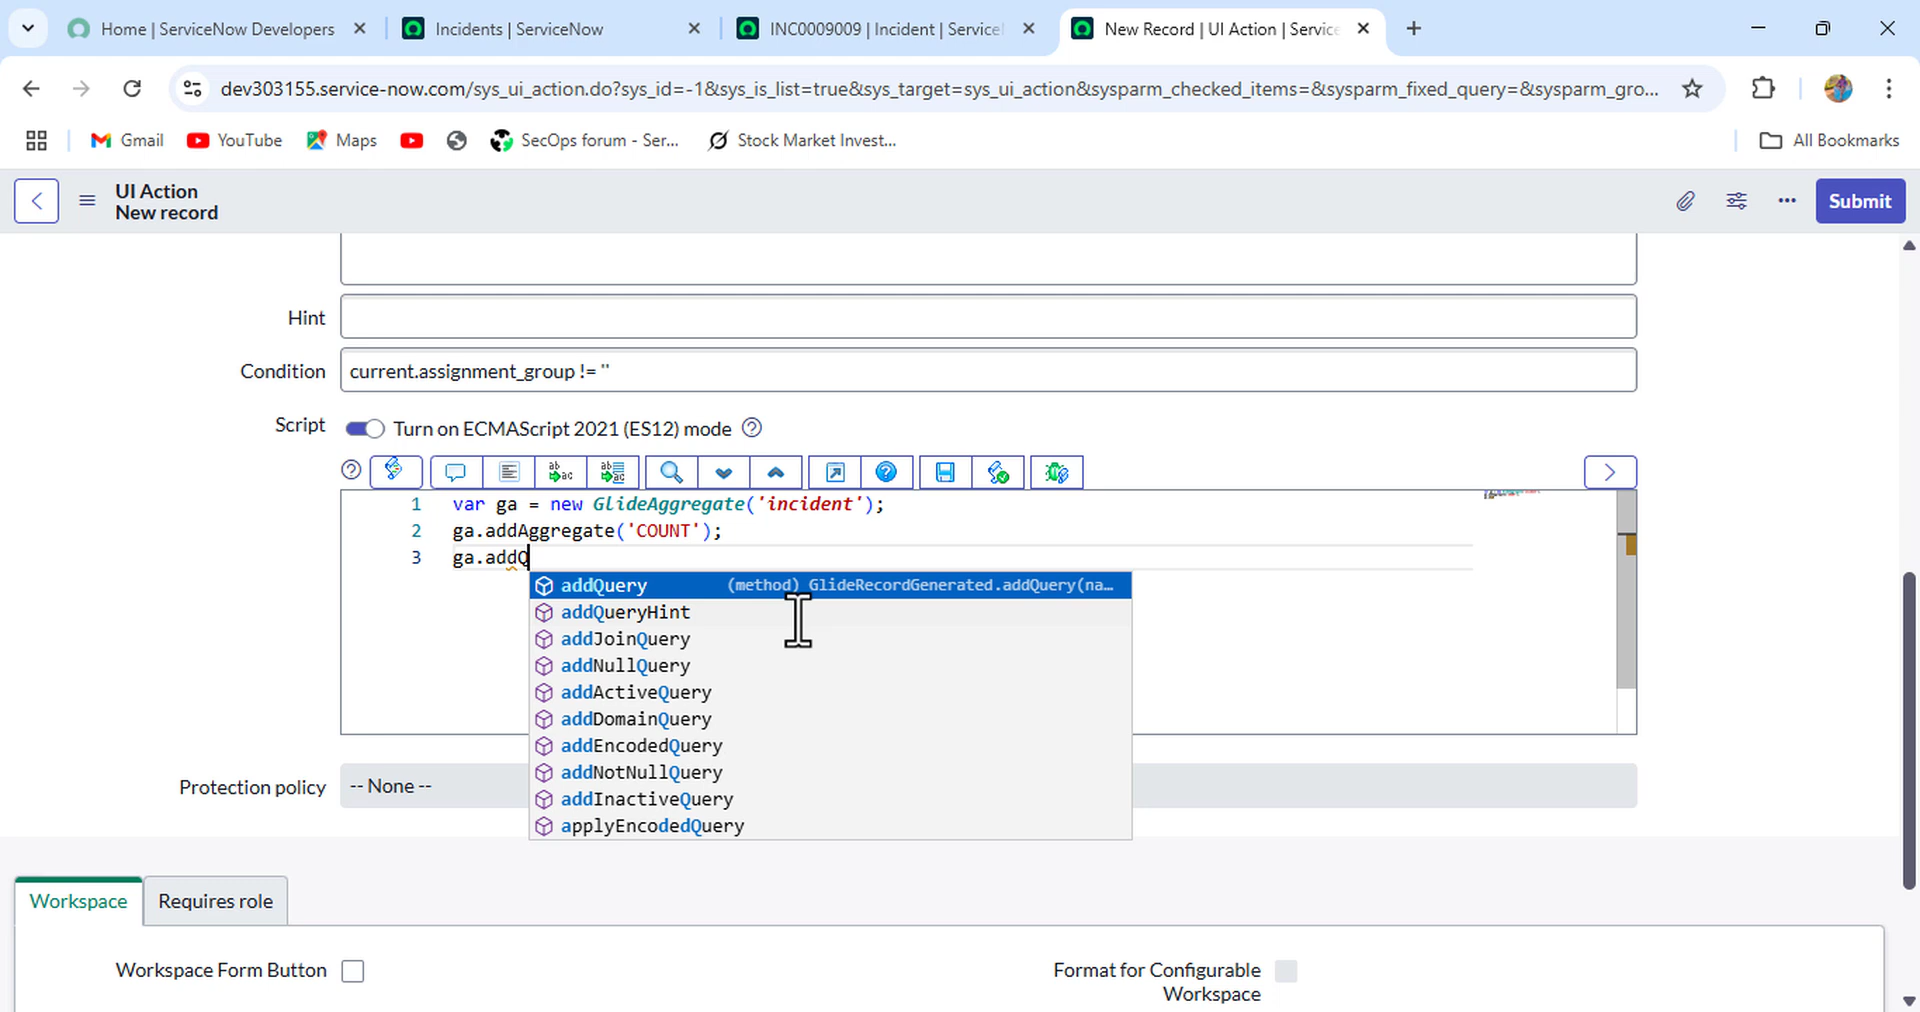 Home | ServiceNow Developers
Incidents | ServiceNow
INC0009009 | Incident | Service
New Record | UI Action | Service
dev303155.service-now.com/sys_ui_action.do?sys_id=-1&sys_is_list=true&sys_target=sys_ui_action&sysparm_checked_items=&sysparm_fixed_query=&sysparm_gro...
Gmail
YouTube
Maps
SecOps forum - Ser...
Stock Market Invest...
All Bookmarks
UI Action
New record
Submit
Hint
Condition
current.assignment_group != ''
Script
Turn on ECMAScript 2021 (ES12) mode
1 var ga = new GlideAggregate('incident');
2 ga.addAggregate('COUNT');
3 ga.addQ
addQuery (method) GlideRecordGenerated.addQuery(na...
addQueryHint
addJoinQuery
addNullQuery
addActiveQuery
addDomainQuery
addEncodedQuery
addNotNullQuery
addInactiveQuery
applyEncodedQuery
Protection policy
-- None --
Workspace
Requires role
Workspace Form Button
Format for Configurable
Workspace